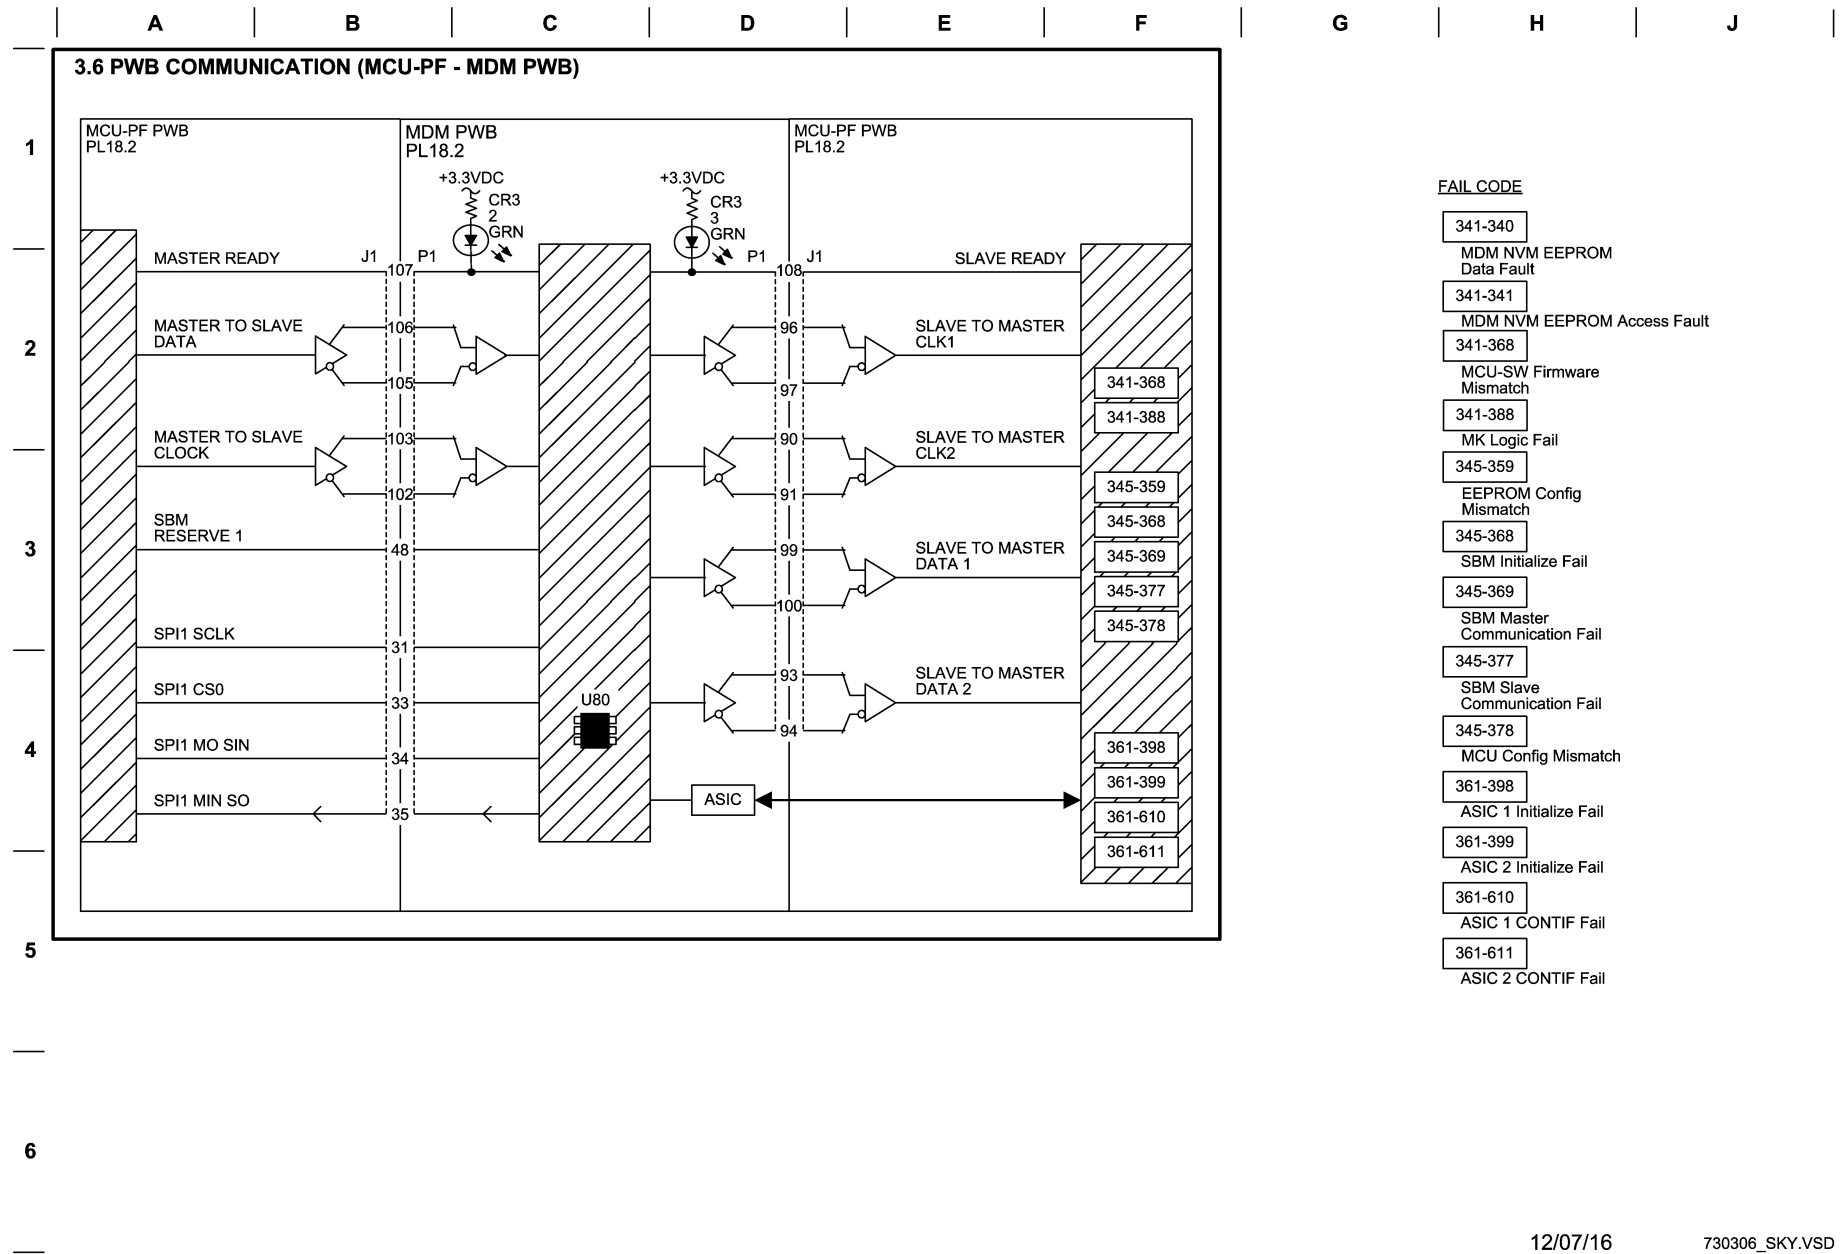 A B C D E F G H J
3.6 PWB COMMUNICATION (MCU-PF - MDM PWB)
1
2
3
4
5
6
MCU-PF PWB
PL18.2
MDM PWB
PL18.2
MCU-PF PWB
PL18.2
+3.3VDC
CR3
2
GRN
+3.3VDC
CR3
3
GRN
MASTER READY
J1 107 P1
MASTER TO SLAVE
DATA
106
105
MASTER TO SLAVE
CLOCK
103
102
SBM
RESERVE 1
48
SPI1 SCLK
31
SPI1 CS0
33
SPI1 MO SIN
34
SPI1 MIN SO
35
U80
P1 108 J1
SLAVE READY
96
97
SLAVE TO MASTER
CLK1
90
91
SLAVE TO MASTER
CLK2
99
100
SLAVE TO MASTER
DATA 1
93
94
SLAVE TO MASTER
DATA 2
ASIC
341-368
341-388
345-359
345-368
345-369
345-377
345-378
361-398
361-399
361-610
361-611
FAIL CODE
341-340
MDM NVM EEPROM
Data Fault
341-341
MDM NVM EEPROM Access Fault
341-368
MCU-SW Firmware
Mismatch
341-388
MK Logic Fail
345-359
EEPROM Config
Mismatch
345-368
SBM Initialize Fail
345-369
SBM Master
Communication Fail
345-377
SBM Slave
Communication Fail
345-378
MCU Config Mismatch
361-398
ASIC 1 Initialize Fail
361-399
ASIC 2 Initialize Fail
361-610
ASIC 1 CONTIF Fail
361-611
ASIC 2 CONTIF Fail
12/07/16
730306_SKY.VSD